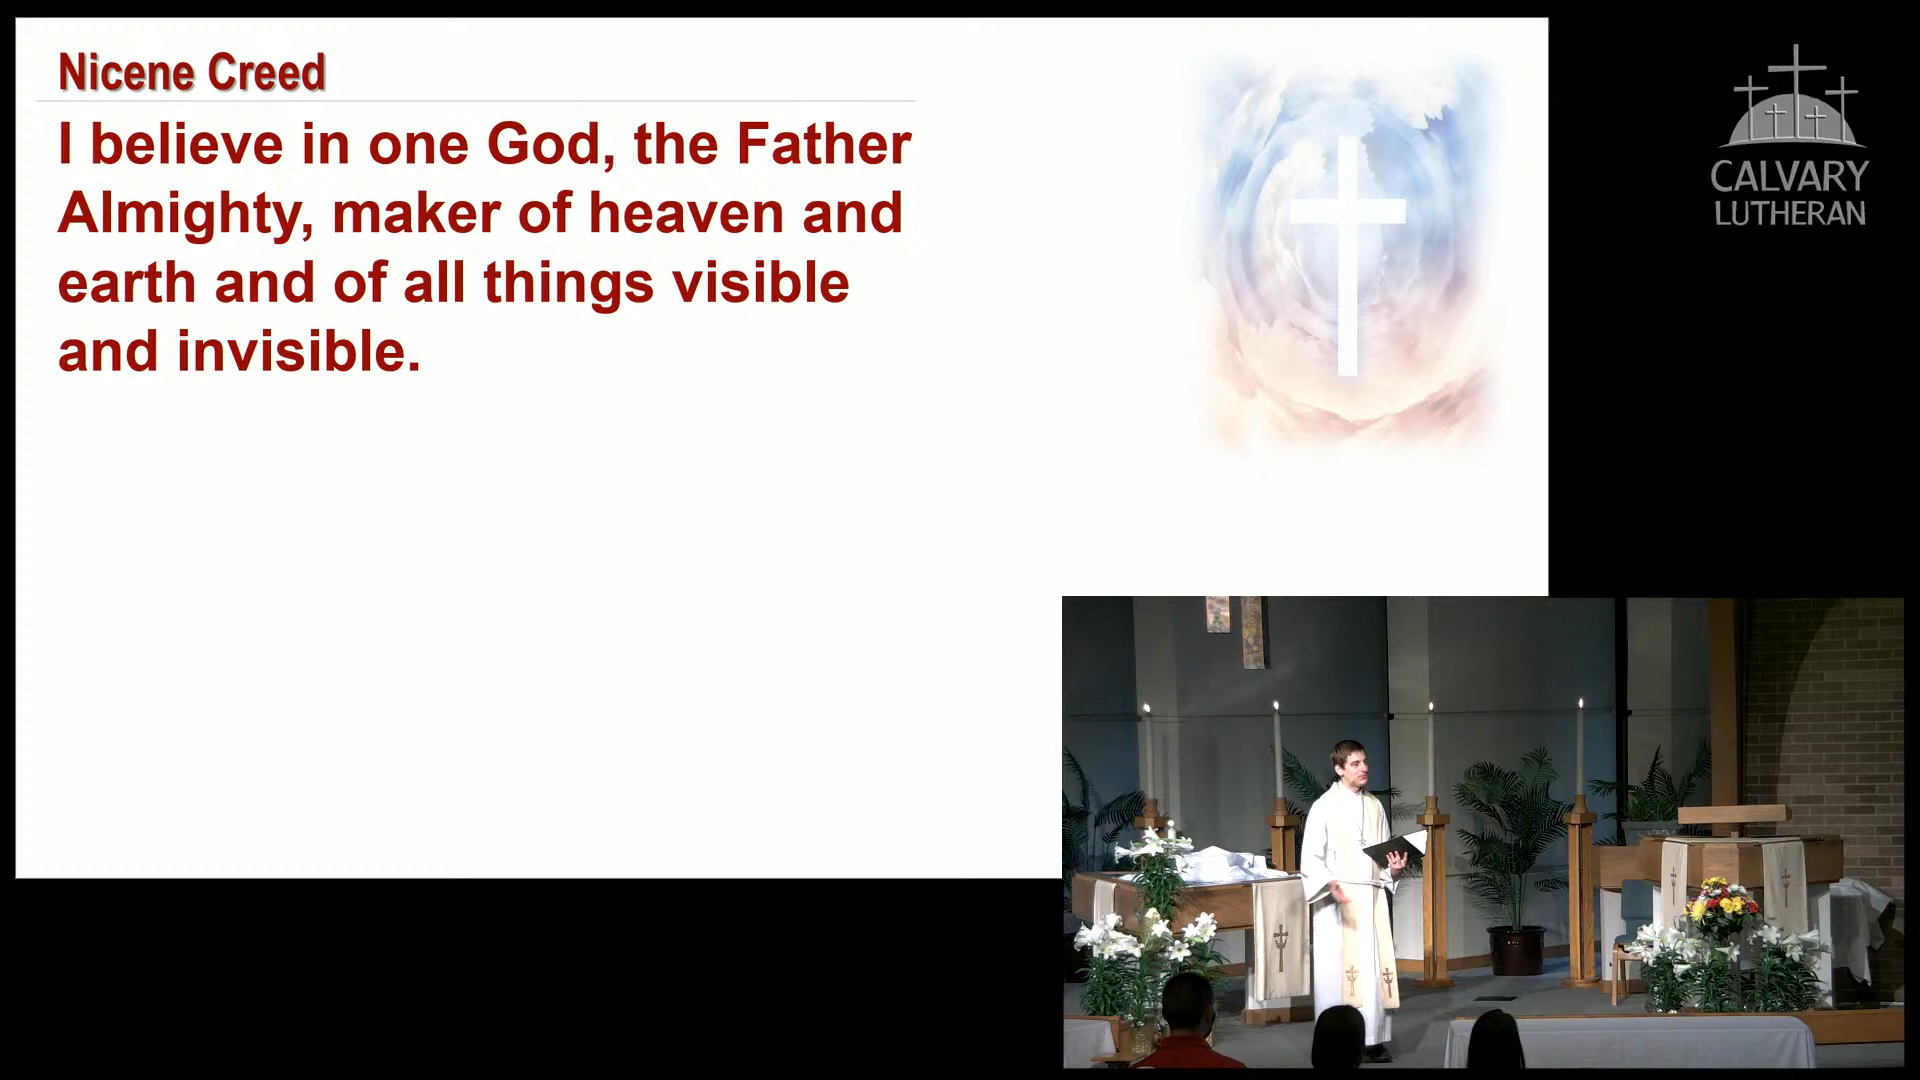 Nicene Creed
I believe in one God, the Father
Almighty, maker of heaven and
earth and of all things visible
and invisible.
CALVARY
LUTHERAN